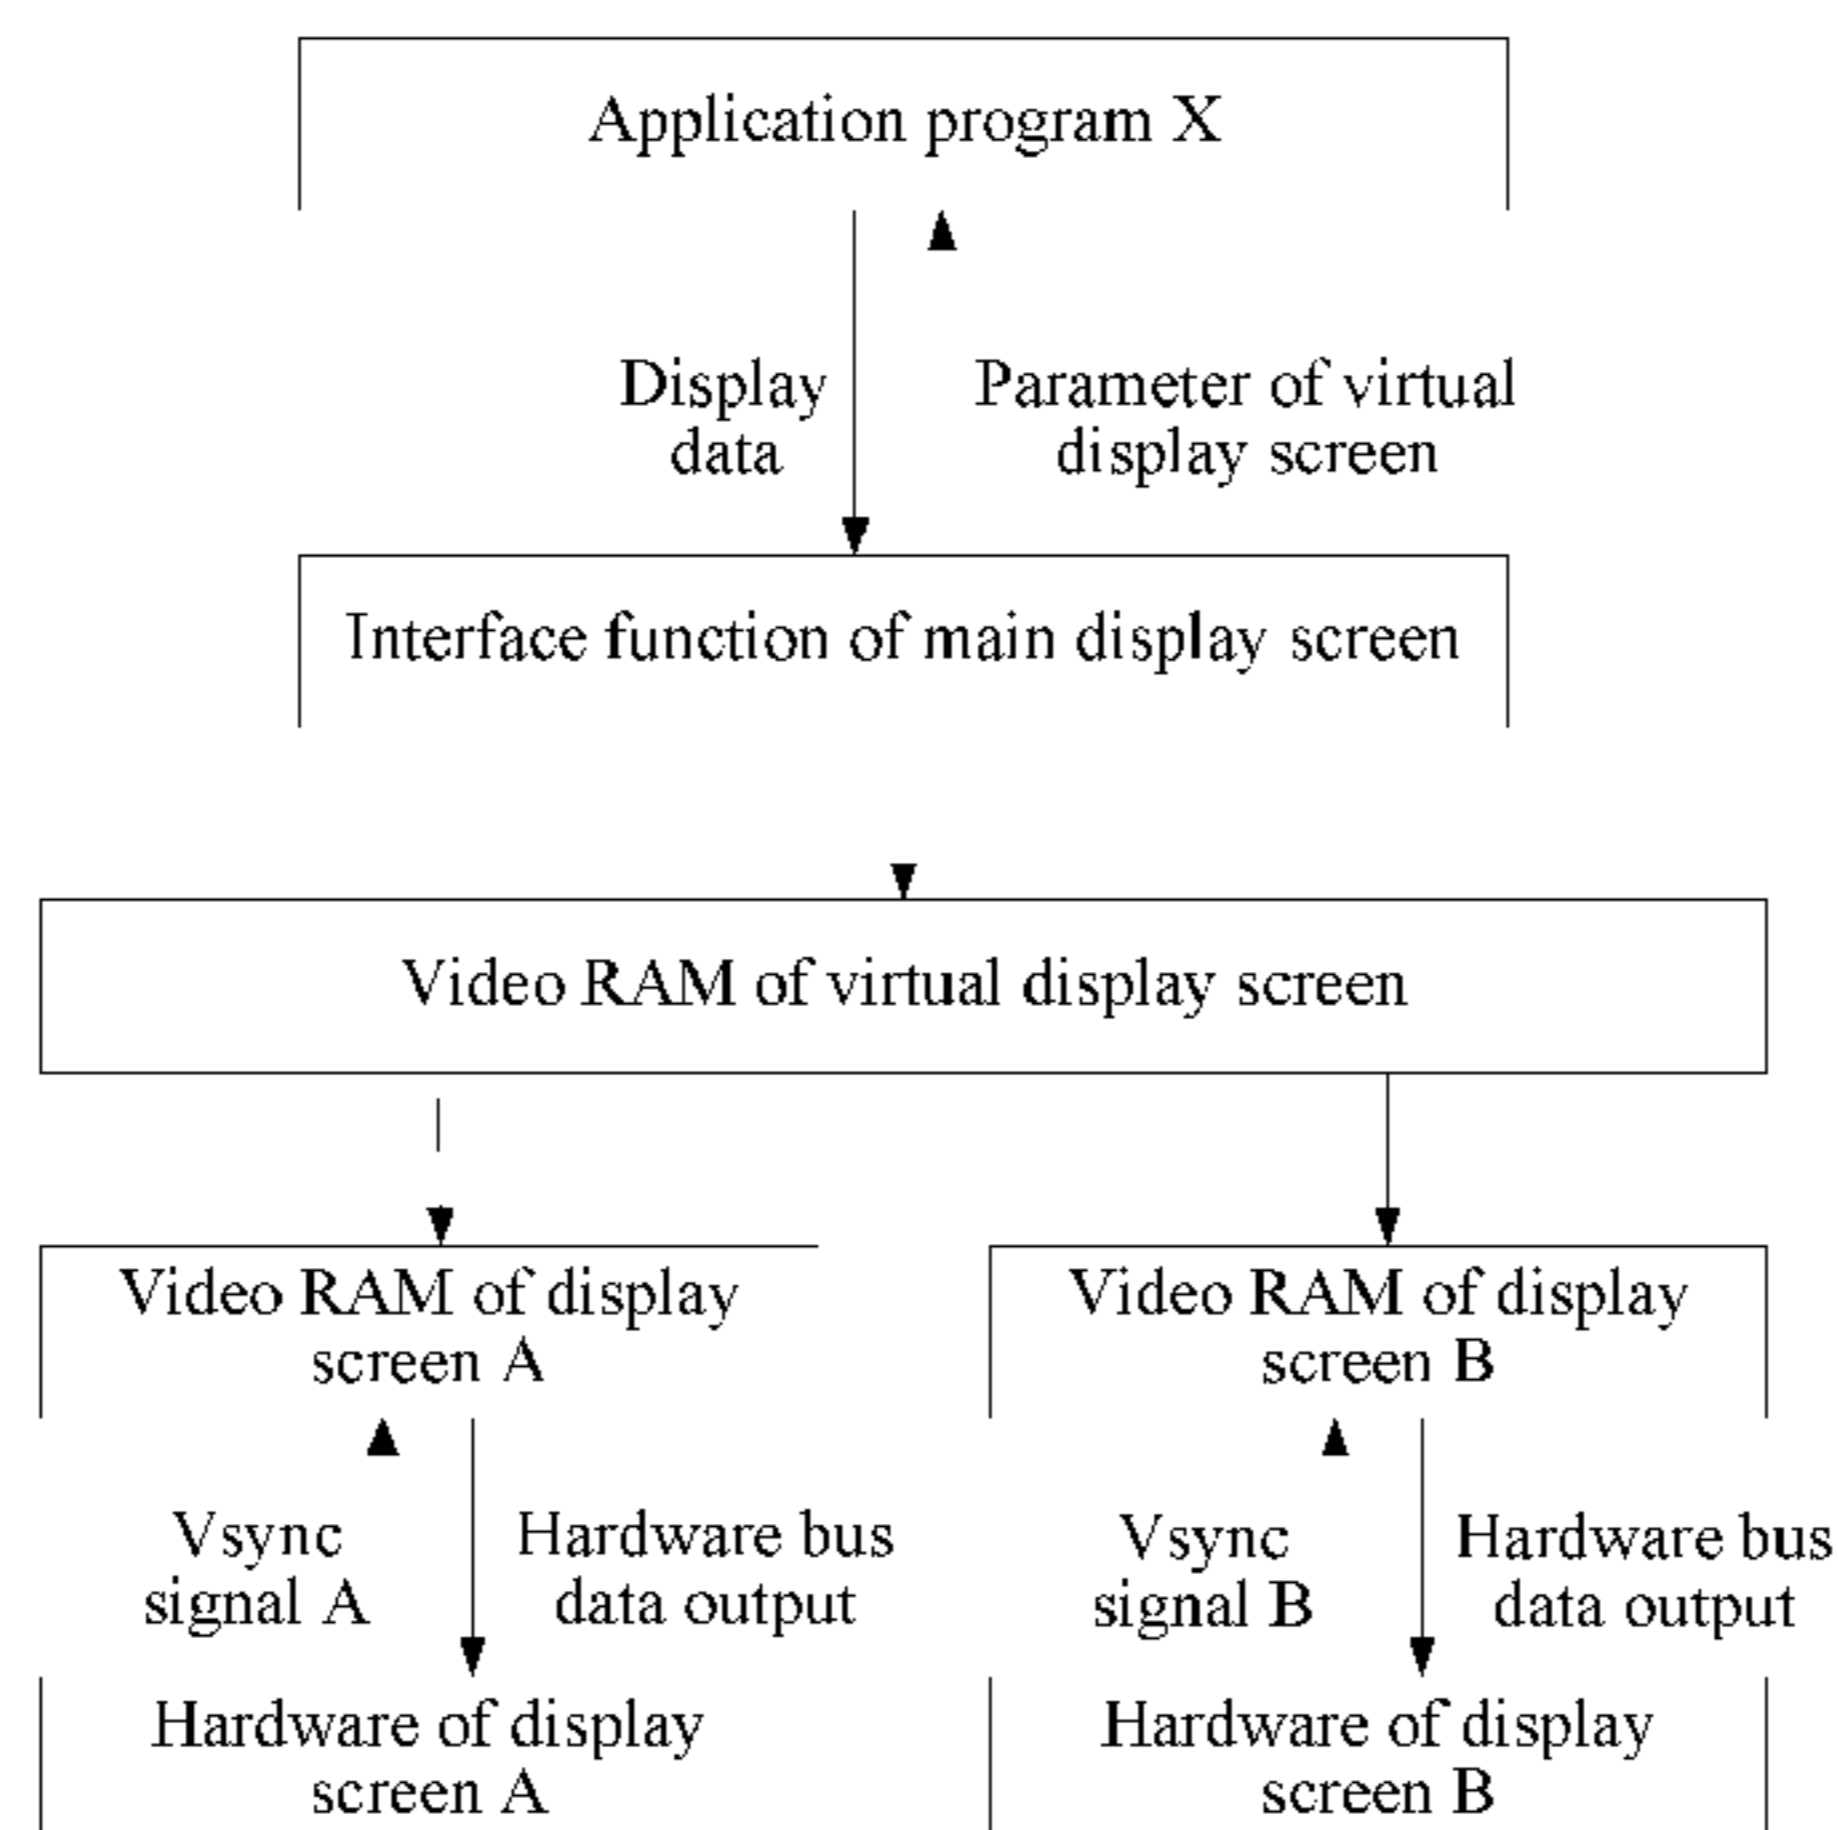 Application program X
Display
data
Parameter of virtual
display screen
Interface function of main display screen
Video RAM of virtual display screen
Video RAM of display
screen A
Video RAM of display
screen B
Vsync
signal A
Hardware bus
data output
Vsync
signal B
Hardware bus
data output
Hardware of display
screen A
Hardware of display
screen B